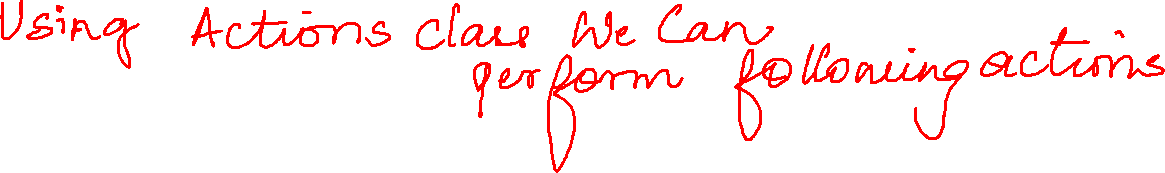 Using Actions class We Can
perform following actions